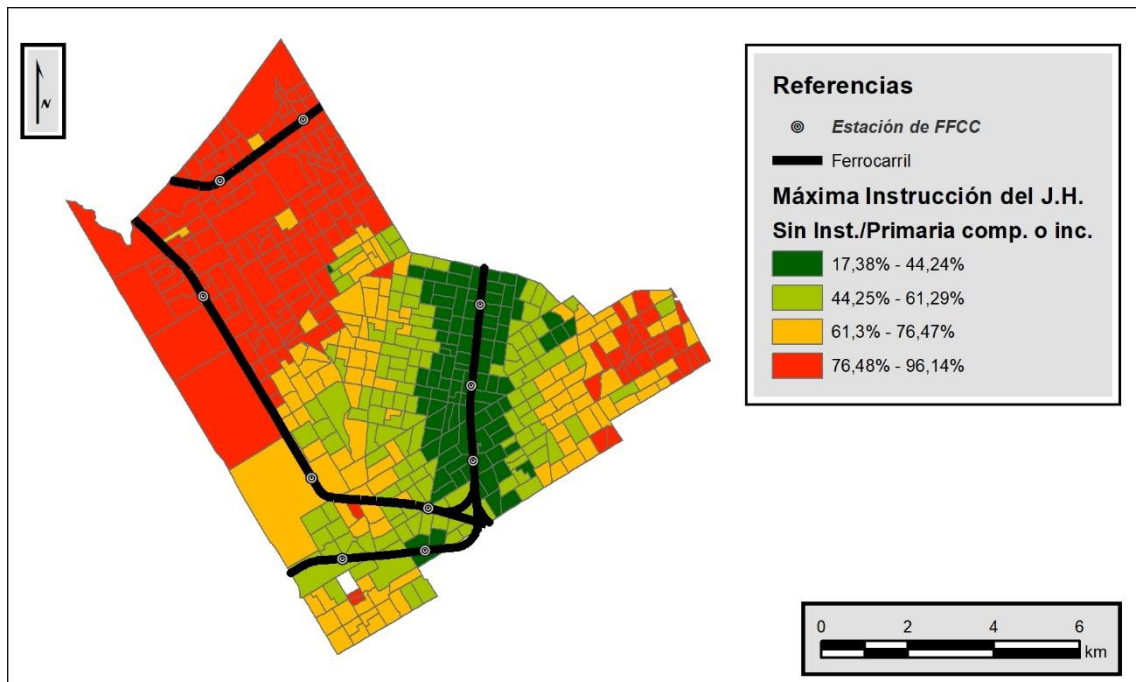 N
Referencias
Estación de FFCC
Ferrocarril
Máxima Instrucción del J.H.
Sin Inst./Primaria comp. o inc.
17,38% - 44,24%
44,25% - 61,29%
61,3% - 76,47%
76,48% - 96,14%
0 2 4 6
km